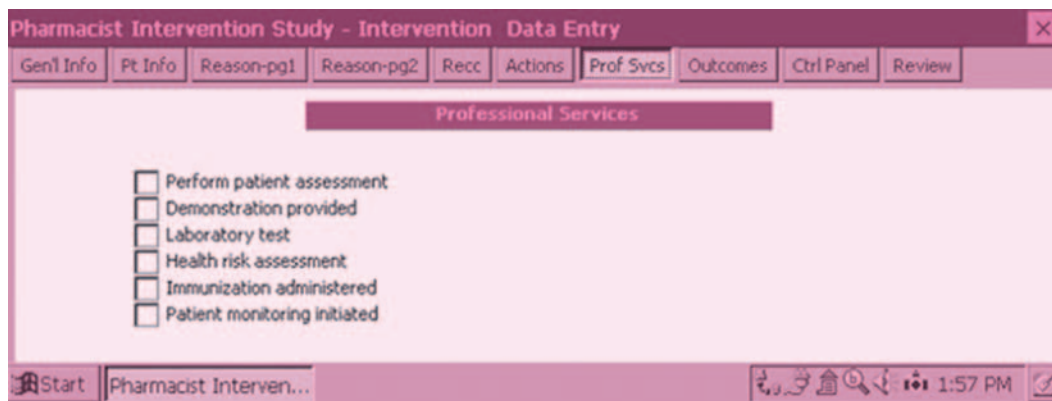 Pharmacist Intervention Study - Intervention Data Entry
Gen'l Info Pt Info Reason-pg1 Reason-pg2 Recc Actions Prof Svcs Outcomes Ctrl Panel Review
Professional Services
Perform patient assessment
Demonstration provided
Laboratory test
Health risk assessment
Immunization administered
Patient monitoring initiated
Start Pharmacist Interven... 1:57 PM